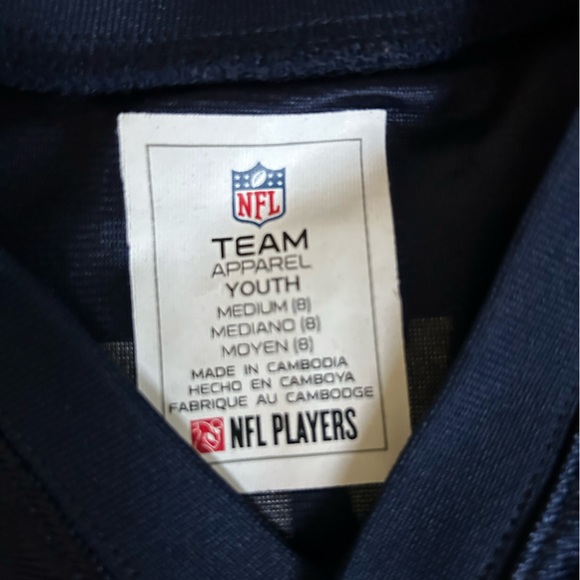 NFL
TEAM
APPAREL
YOUTH
MEDIUM (8)
MEDIANO (8)
MOYEN (8)
MADE IN CAMBODIA
HECHO EN CAMBOYA
FABRIQUE AU CAMBODGE
NFL PLAYERS